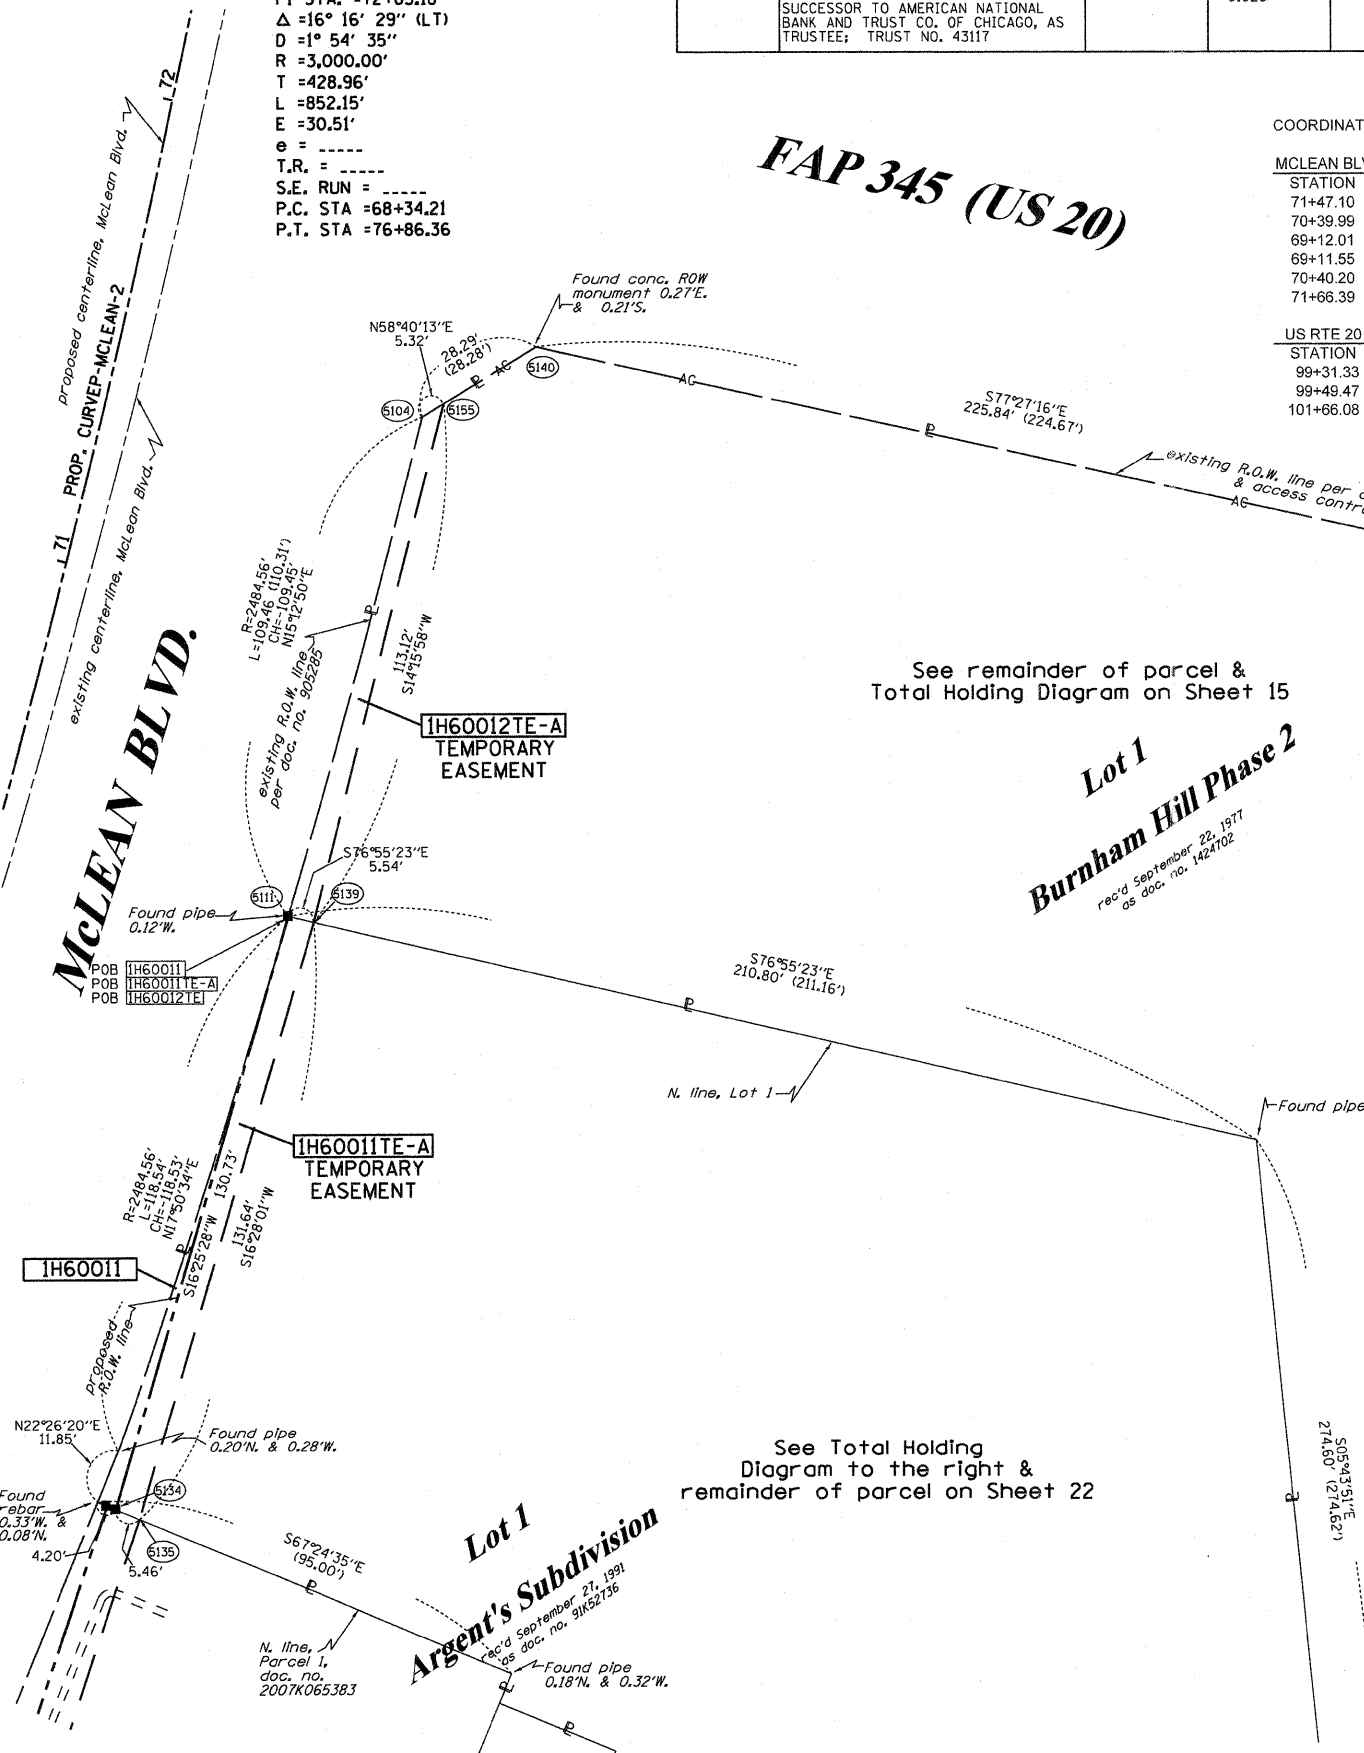 Δ =16° 16' 29'' (LT)
D =1° 54' 35''
R =3,000.00'
T =428.96'
L =852.15'
E =30.51'
e = _____
T.R. = _____
S.E. RUN = _____
P.C. STA =68+34.21
P.T. STA =76+86.36
SUCCESSOR TO AMERICAN NATIONAL
BANK AND TRUST CO. OF CHICAGO, AS
TRUSTEE; TRUST NO. 43117
FAP 345 (US 20)
COORDINAT
MCLEAN BLV
STATION
71+47.10
70+39.99
69+12.01
69+11.55
70+40.20
71+66.39
US RTE 20
STATION
99+31.33
99+49.47
101+66.08
72
proposed centerline, McLean Blvd.
PROP. CURVEP-MCLEAN-2
71
existing centerline, McLean Blvd.
McLEAN BLVD.
Found conc. ROW
monument 0.27'E.
& 0.21'S.
N58°40'13''E
5.32'
28.29'
(28.28')
P
AC
5140
5104
5155
AC
S77°27'16''E
225.84' (224.67')
P
existing R.O.W. line per
& access contr
AC
R=2484.56'
L=109.46 (110.31')
CH=-109.45'
N15°12'50''E
P
existing R.O.W. line
per doc. no. 905285
113.12'
S14°15'58''W
1H60012TE-A
TEMPORARY
EASEMENT
See remainder of parcel &
Total Holding Diagram on Sheet 15
Lot 1
Burnham Hill Phase 2
rec'd September 22, 1977
as doc. no. 1424702
S76°55'23''E
5.54'
5111
5139
Found pipe
0.12'W.
POB 1H60011
POB 1H60011TE-A
POB 1H60012TE
S76°55'23''E
210.80' (211.16')
P
N. line, Lot 1
Found pipe
1H60011TE-A
TEMPORARY
EASEMENT
R=2484.56'
L=118.54'
CH=-118.53'
N17°50'34''E
P
S16°25'28''W 130.73'
131.64'
S16°28'01''W
1H60011
proposed
R.O.W. line
N22°26'20''E
11.85'
Found pipe
0.20'N. & 0.28'W.
5134
Found
rebar
0.33'W. &
0.08'N.
4.20'
5135
5.46'
S67°24'35''E
(95.00')
P
Lot 1
Argent's Subdivision
rec'd September 27, 1991
as doc. no. 91K52736
See Total Holding
Diagram to the right &
remainder of parcel on Sheet 22
S05°43'51''E
274.60' (274.62')
P
N. line,
Parcel 1,
doc. no.
2007K065383
Found pipe
0.18'N. & 0.32'W.
P
P